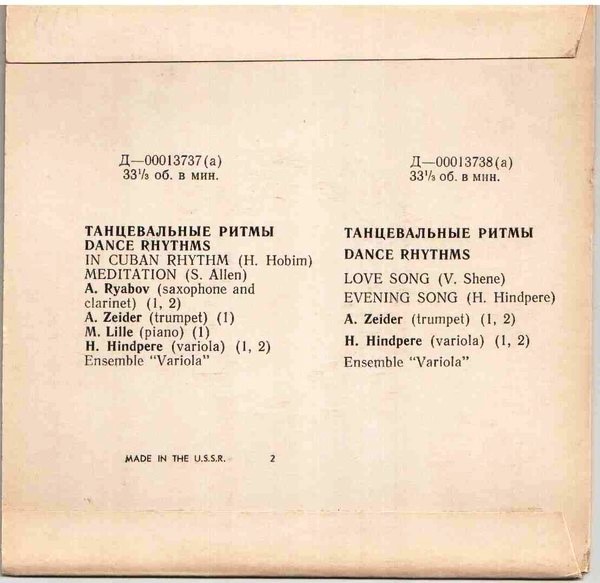 Д—00013737(а)
33⅓ об. в мин.
ТАНЦЕВАЛЬНЫЕ РИТМЫ
DANCE RHYTHMS
IN CUBAN RHYTHM (H. Hobim)
MEDITATION (S. Allen)
A. Ryabov (saxophone and
clarinet) (1, 2)
A. Zeider (trumpet) (1)
M. Lille (piano) (1)
H. Hindpere (variola) (1, 2)
Ensemble "Variola"
Д—00013738(а)
33⅓ об. в мин.
ТАНЦЕВАЛЬНЫЕ РИТМЫ
DANCE RHYTHMS
LOVE SONG (V. Shene)
EVENING SONG (H. Hindpere)
A. Zeider (trumpet) (1, 2)
H. Hindpere (variola) (1, 2)
Ensemble "Variola"
MADE IN THE U.S.S.R. 2